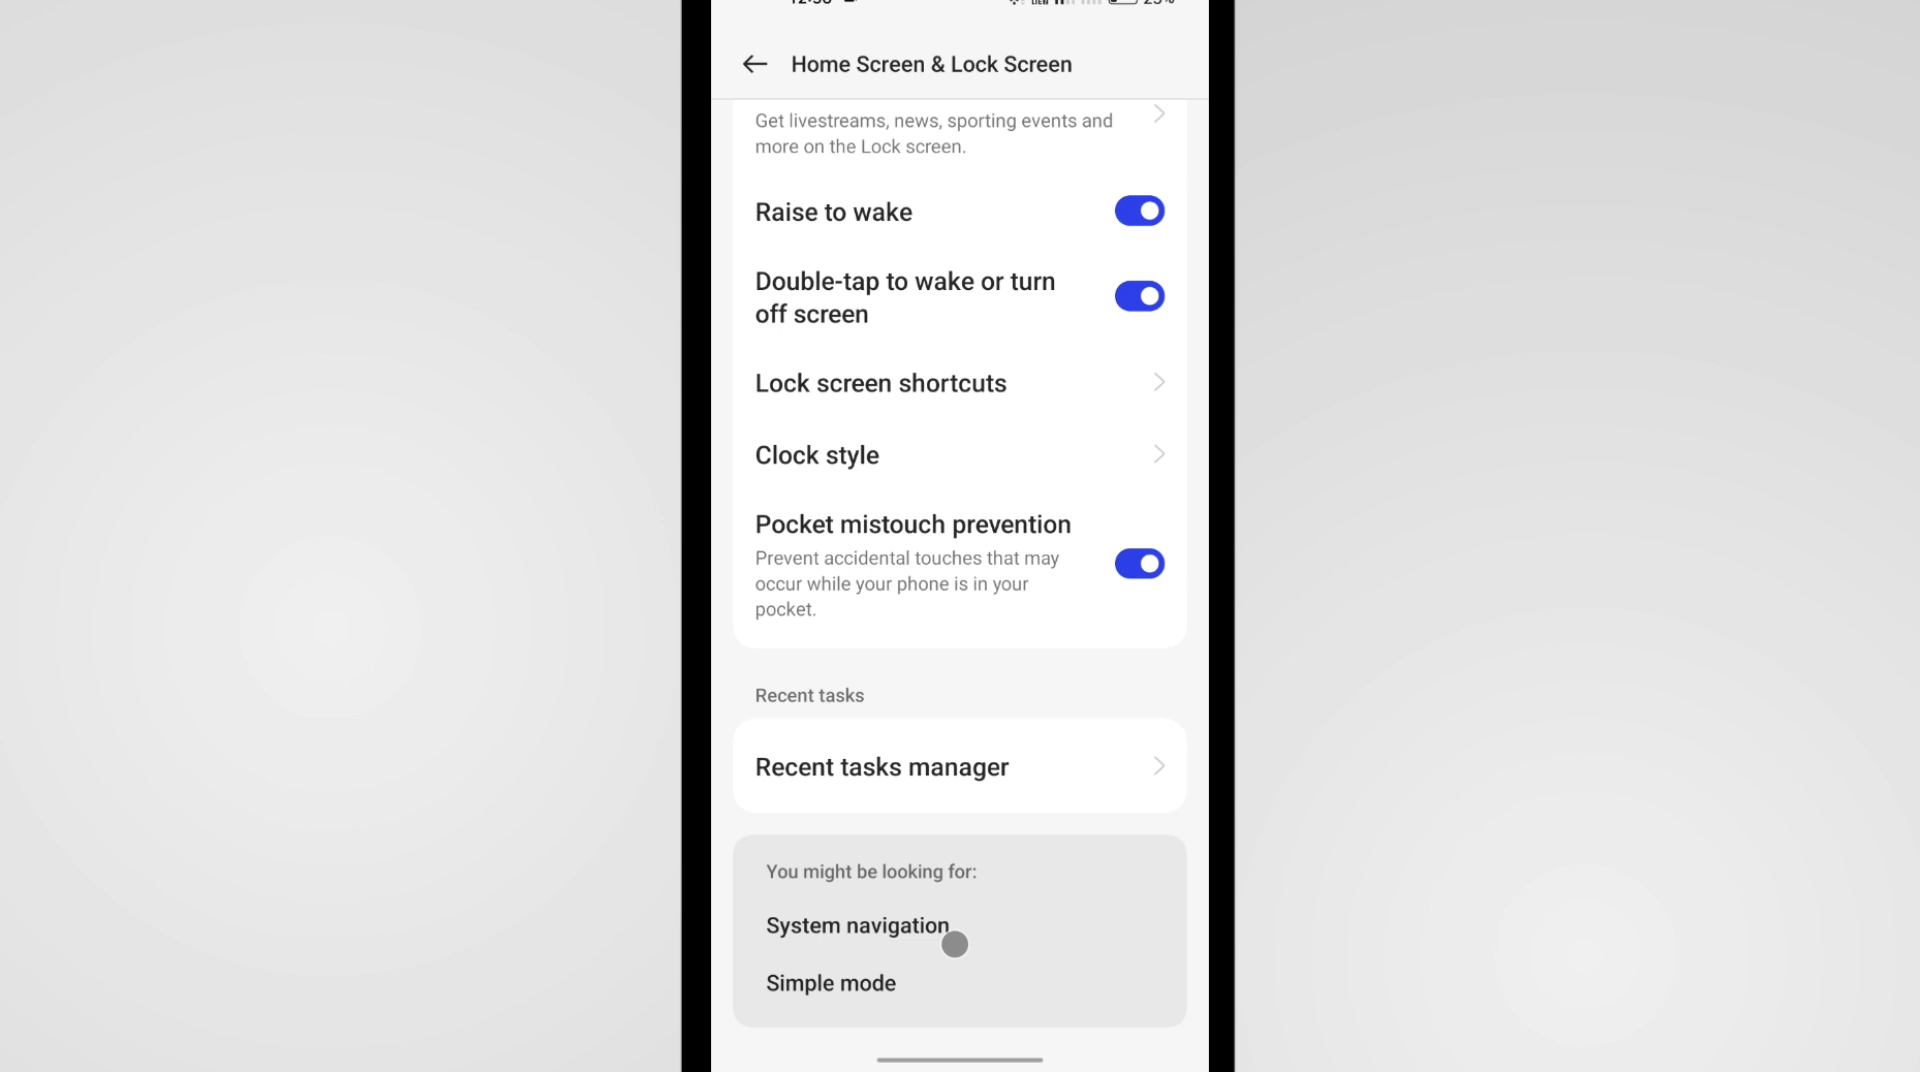 Home Screen & Lock Screen
Get livestreams, news, sporting events and
more on the Lock screen.
Raise to wake
Double-tap to wake or turn
off screen
Lock screen shortcuts
Clock style
Pocket mistouch prevention
Prevent accidental touches that may
occur while your phone is in your
pocket.
Recent tasks
Recent tasks manager
You might be looking for:
System navigation
Simple mode